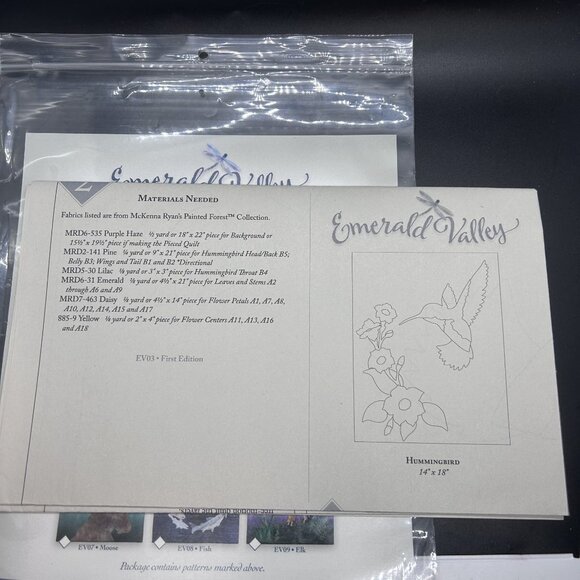 Emerald Valley
2
MATERIALS NEEDED
Fabrics listed are from McKenna Ryan's Painted Forest™ Collection.
MRD6-535 Purple Haze ½ yard or 18" x 22" piece for Background or
15½" x 19½" piece if making the Pieced Quilt
MRD2-141 Pine ¼ yard or 9" x 21" piece for Hummingbird Head/Back B5;
Belly B3; Wings and Tail B1 and B2 *Directional
MRD5-30 Lilac ⅛ yard or 3" x 3" piece for Hummingbird Throat B4
MRD6-31 Emerald ⅛ yard or 4½" x 21" piece for Leaves and Stems A2
through A6 and A9
MRD7-463 Daisy ⅛ yard or 4½" x 14" piece for Flower Petals A1, A7, A8,
A10, A12, A14, A15 and A17
885-9 Yellow ⅛ yard or 2" x 4" piece for Flower Centers A11, A13, A16
and A18
EV03 • First Edition
Emerald Valley
HUMMINGBIRD
14" x 18"
EV07 • Moose
EV08 • Fish
EV09 • Elk
Package contains patterns marked above.